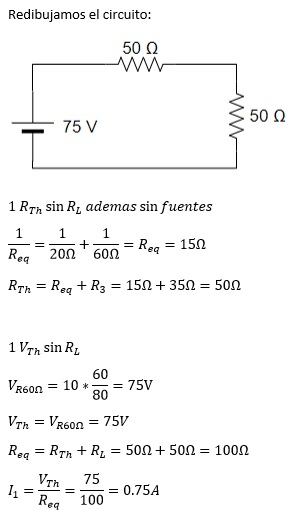 Redibujamos el circuito:
50 Ω
50 Ω
75 V
1 R_Th sin R_L ademas sin fuentes
1/R_eq = 1/20Ω + 1/60Ω = R_eq = 15Ω
R_Th = R_eq + R_3 = 15Ω + 35Ω = 50Ω
1 V_Th sin R_L
V_R60Ω = 10 * 60/80 = 75V
V_Th = V_R60Ω = 75V
R_eq = R_Th + R_L = 50Ω + 50Ω = 100Ω
I_1 = V_Th/R_eq = 75/100 = 0.75A